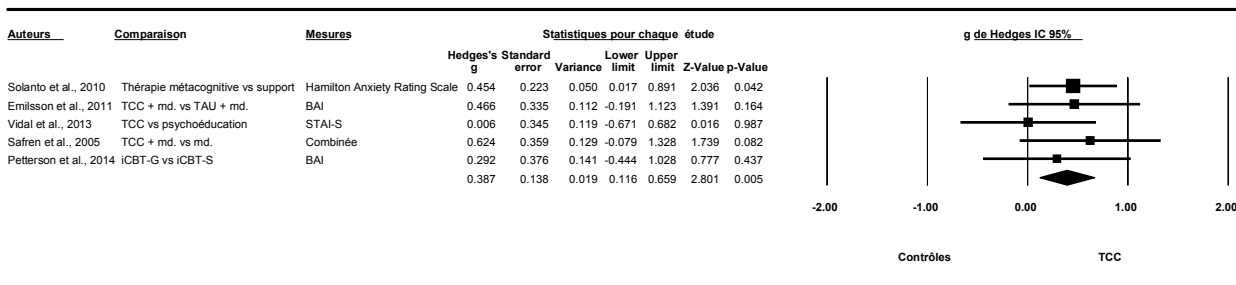 Auteurs Comparaison Mesures Statistiques pour chaque étude g de Hedges IC 95%
Hedges's Standard Lower Upper
g error Variance limit limit Z-Value p-Value
Solanto et al., 2010 Thérapie métacognitive vs support Hamilton Anxiety Rating Scale 0.454 0.223 0.050 0.017 0.891 2.036 0.042
Emilsson et al., 2011 TCC + md. vs TAU + md. BAI 0.466 0.335 0.112 -0.191 1.123 1.391 0.164
Vidal et al., 2013 TCC vs psychoéducation STAI-S 0.006 0.345 0.119 -0.671 0.682 0.016 0.987
Safren et al., 2005 TCC + md. vs md. Combinée 0.624 0.359 0.129 -0.079 1.328 1.739 0.082
Petterson et al., 2014 iCBT-G vs iCBT-S BAI 0.292 0.376 0.141 -0.444 1.028 0.777 0.437
0.387 0.138 0.019 0.116 0.659 2.801 0.005
-2.00 -1.00 0.00 1.00 2.00
Contrôles TCC